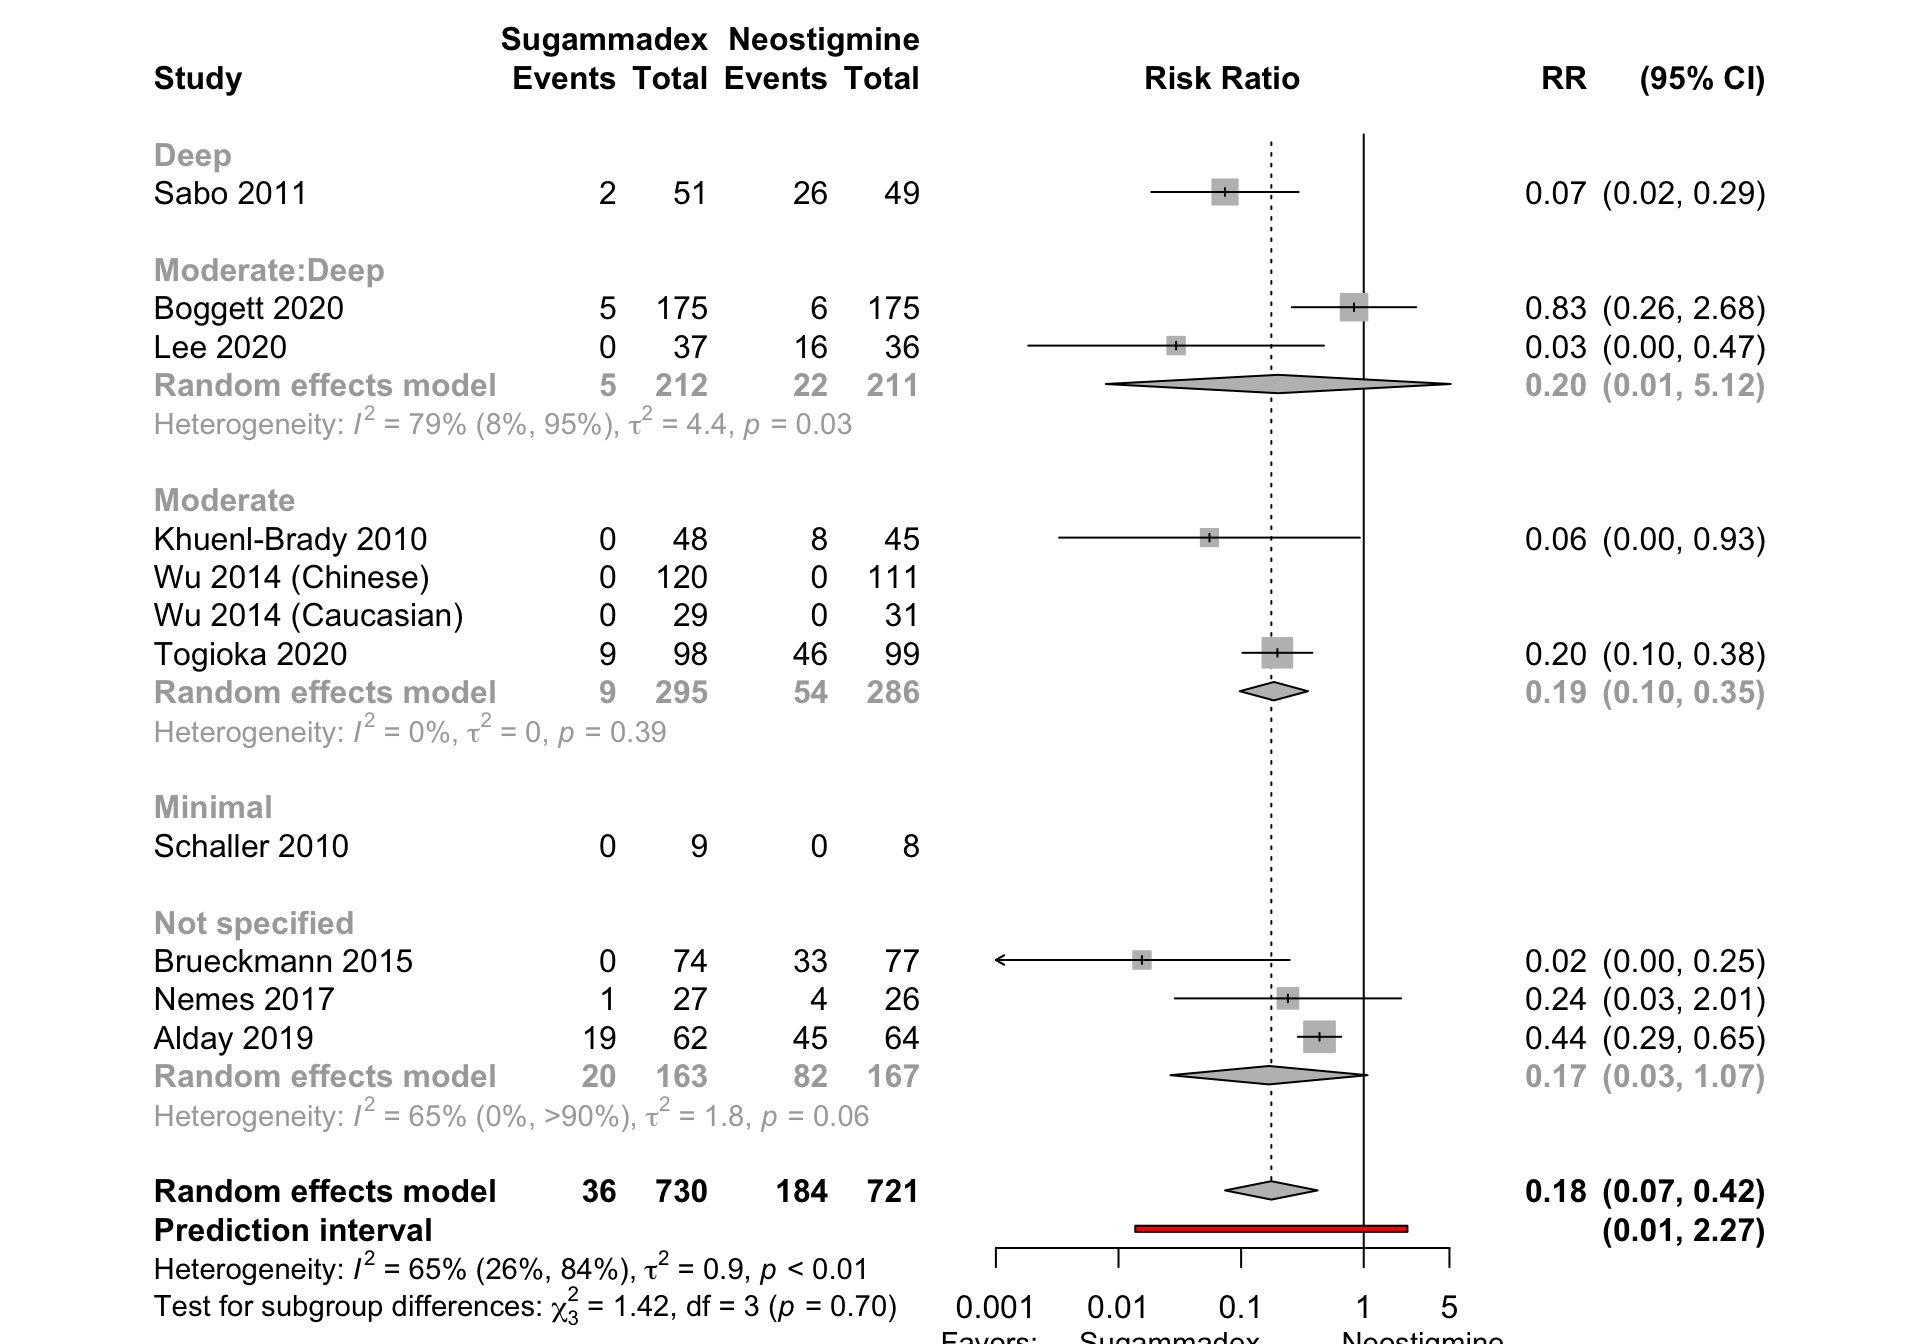 Sugammadex Neostigmine
Study Events Total Events Total Risk Ratio RR (95% CI)
Deep
Sabo 2011 2 51 26 49 0.07 (0.02, 0.29)
Moderate:Deep
Boggett 2020 5 175 6 175 0.83 (0.26, 2.68)
Lee 2020 0 37 16 36 0.03 (0.00, 0.47)
Random effects model 5 212 22 211 0.20 (0.01, 5.12)
Heterogeneity: I² = 79% (8%, 95%), τ² = 4.4, p = 0.03
Moderate
Khuenl-Brady 2010 0 48 8 45 0.06 (0.00, 0.93)
Wu 2014 (Chinese) 0 120 0 111
Wu 2014 (Caucasian) 0 29 0 31
Togioka 2020 9 98 46 99 0.20 (0.10, 0.38)
Random effects model 9 295 54 286 0.19 (0.10, 0.35)
Heterogeneity: I² = 0%, τ² = 0, p = 0.39
Minimal
Schaller 2010 0 9 0 8
Not specified
Brueckmann 2015 0 74 33 77 0.02 (0.00, 0.25)
Nemes 2017 1 27 4 26 0.24 (0.03, 2.01)
Alday 2019 19 62 45 64 0.44 (0.29, 0.65)
Random effects model 20 163 82 167 0.17 (0.03, 1.07)
Heterogeneity: I² = 65% (0%, >90%), τ² = 1.8, p = 0.06
Random effects model 36 730 184 721 0.18 (0.07, 0.42)
Prediction interval (0.01, 2.27)
Heterogeneity: I² = 65% (26%, 84%), τ² = 0.9, p < 0.01
Test for subgroup differences: χ²₃ = 1.42, df = 3 (p = 0.70)
0.001 0.01 0.1 1 5
Favors: Sugammadex Neostigmine